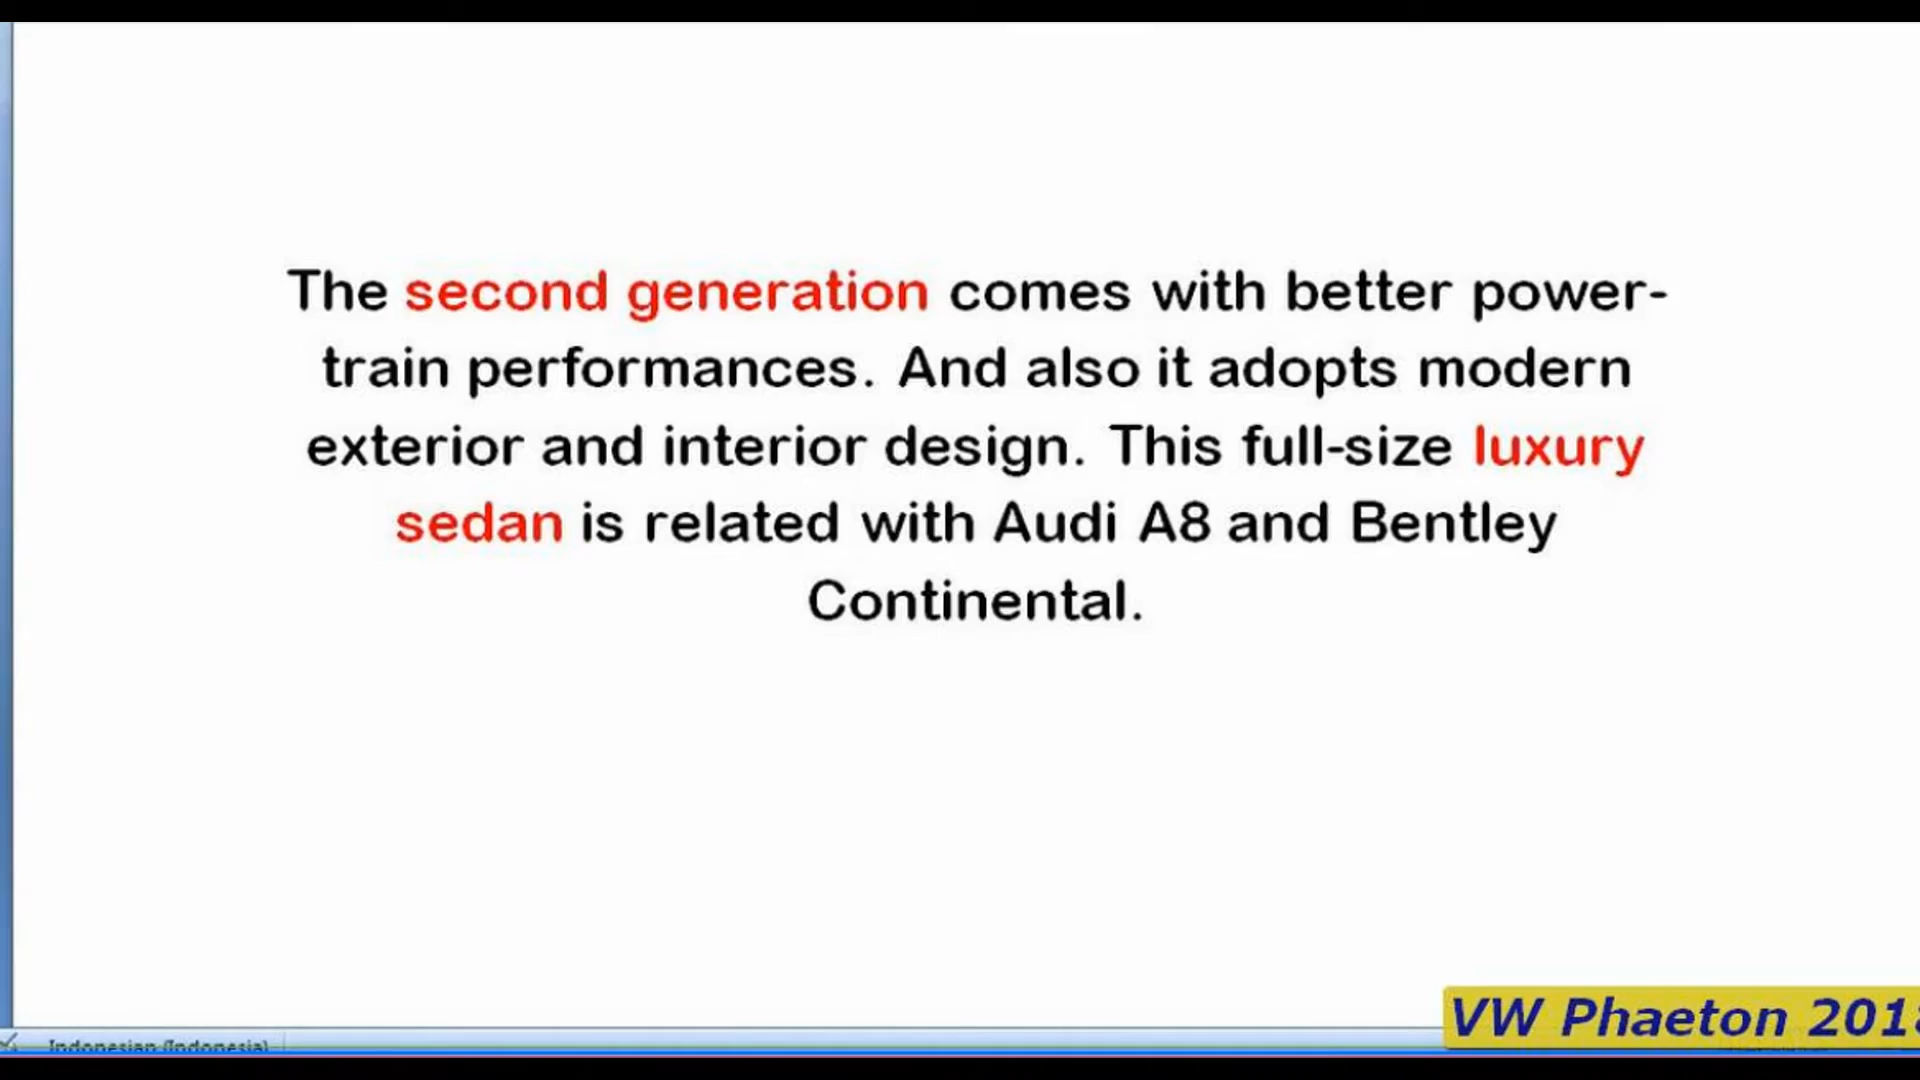 The second generation comes with better power-
train performances. And also it adopts modern
exterior and interior design. This full-size luxury
sedan is related with Audi A8 and Bentley
Continental.
VW Phaeton 2018
Indonesian (Indonesia)